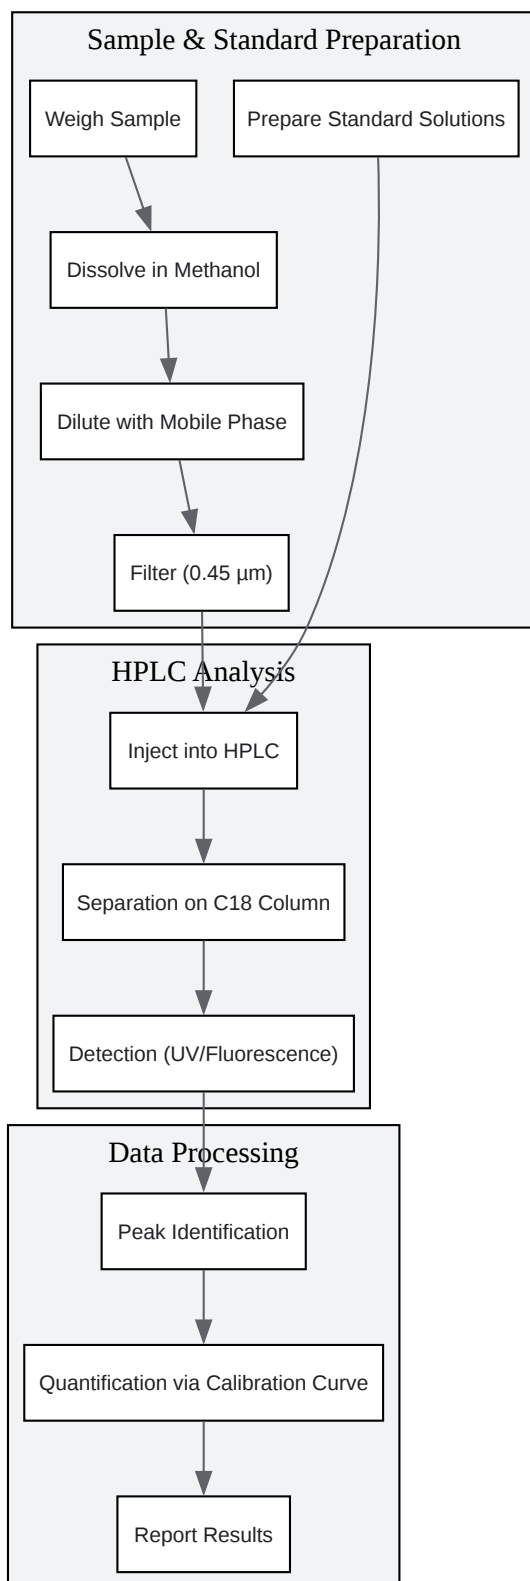 Sample & Standard Preparation
Weigh Sample
Prepare Standard Solutions
Dissolve in Methanol
Dilute with Mobile Phase
Filter (0.45 µm)
HPLC Analysis
Inject into HPLC
Separation on C18 Column
Detection (UV/Fluorescence)
Data Processing
Peak Identification
Quantification via Calibration Curve
Report Results